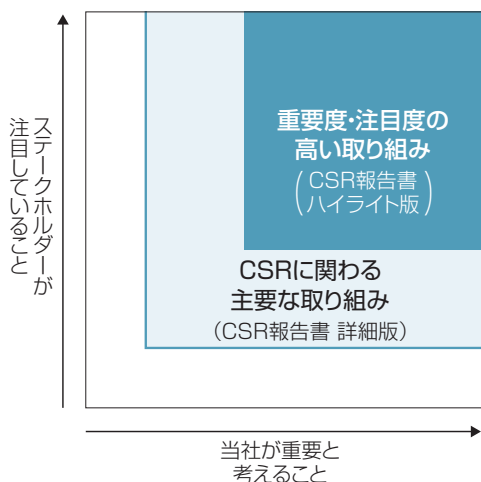 ステークホルダーが
注目していること
重要度・注目度の
高い取り組み
(CSR報告書
ハイライト版)
CSRに関わる
主要な取り組み
(CSR報告書 詳細版)
当社が重要と
考えること